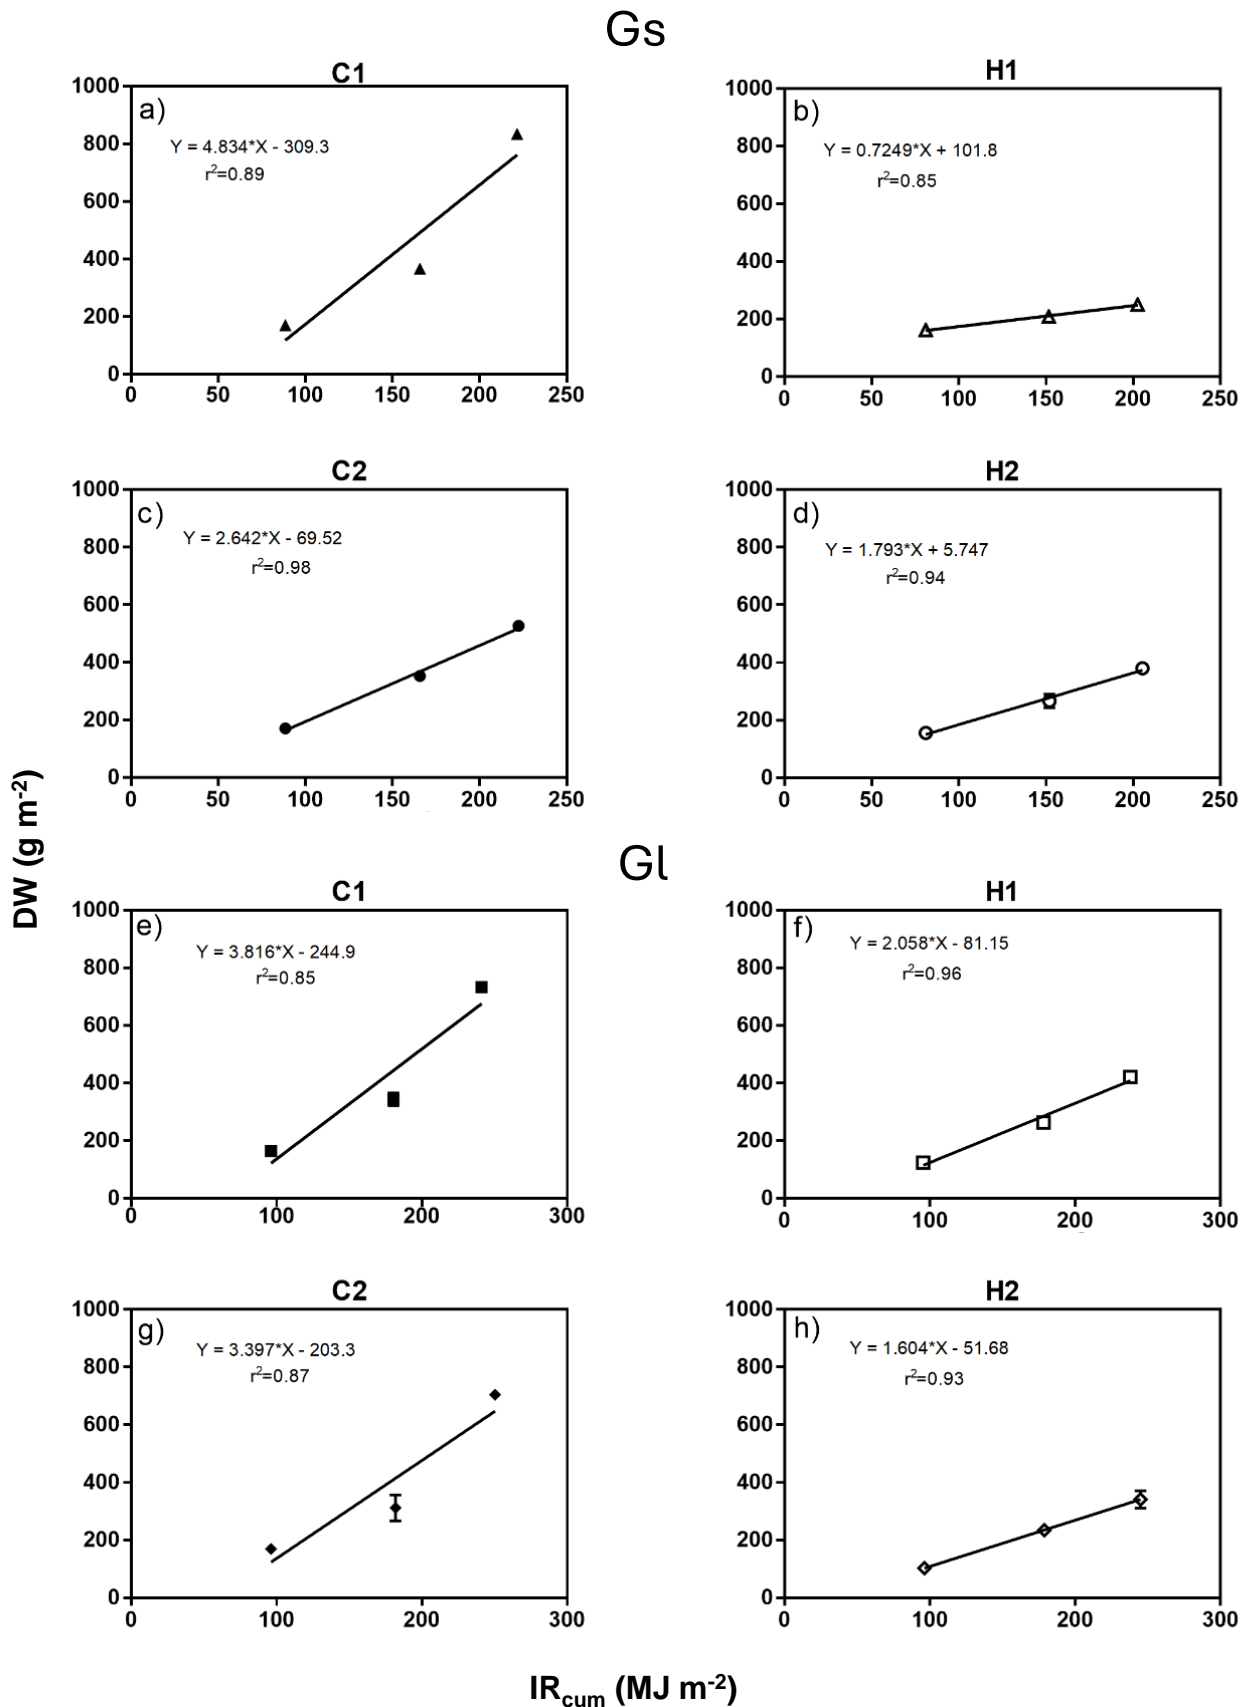 Gs
C1
a)
Y = 4.834*X - 309.3
r²=0.89
1000
800
600
400
200
0
0 50 100 150 200 250
H1
b)
Y = 0.7249*X + 101.8
r²=0.85
1000
800
600
400
200
0
0 50 100 150 200 250
C2
c)
Y = 2.642*X - 69.52
r²=0.98
1000
800
600
400
200
0
0 50 100 150 200 250
H2
d)
Y = 1.793*X + 5.747
r²=0.94
1000
800
600
400
200
0
0 50 100 150 200 250
DW (g m⁻²)
Gl
C1
e)
Y = 3.816*X - 244.9
r²=0.85
1000
800
600
400
200
0
0 100 200 300
H1
f)
Y = 2.058*X - 81.15
r²=0.96
1000
800
600
400
200
0
0 100 200 300
C2
g)
Y = 3.397*X - 203.3
r²=0.87
1000
800
600
400
200
0
0 100 200 300
H2
h)
Y = 1.604*X - 51.68
r²=0.93
1000
800
600
400
200
0
0 100 200 300
IRcum (MJ m⁻²)